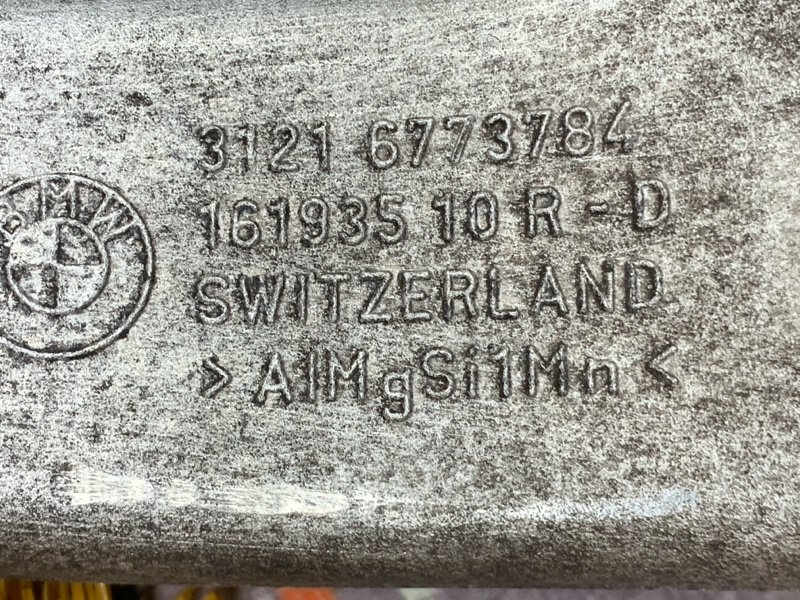 BMW
3121 6773784
161935 10 R - D
SWITZERLAND
>AlMgSi1Mn<